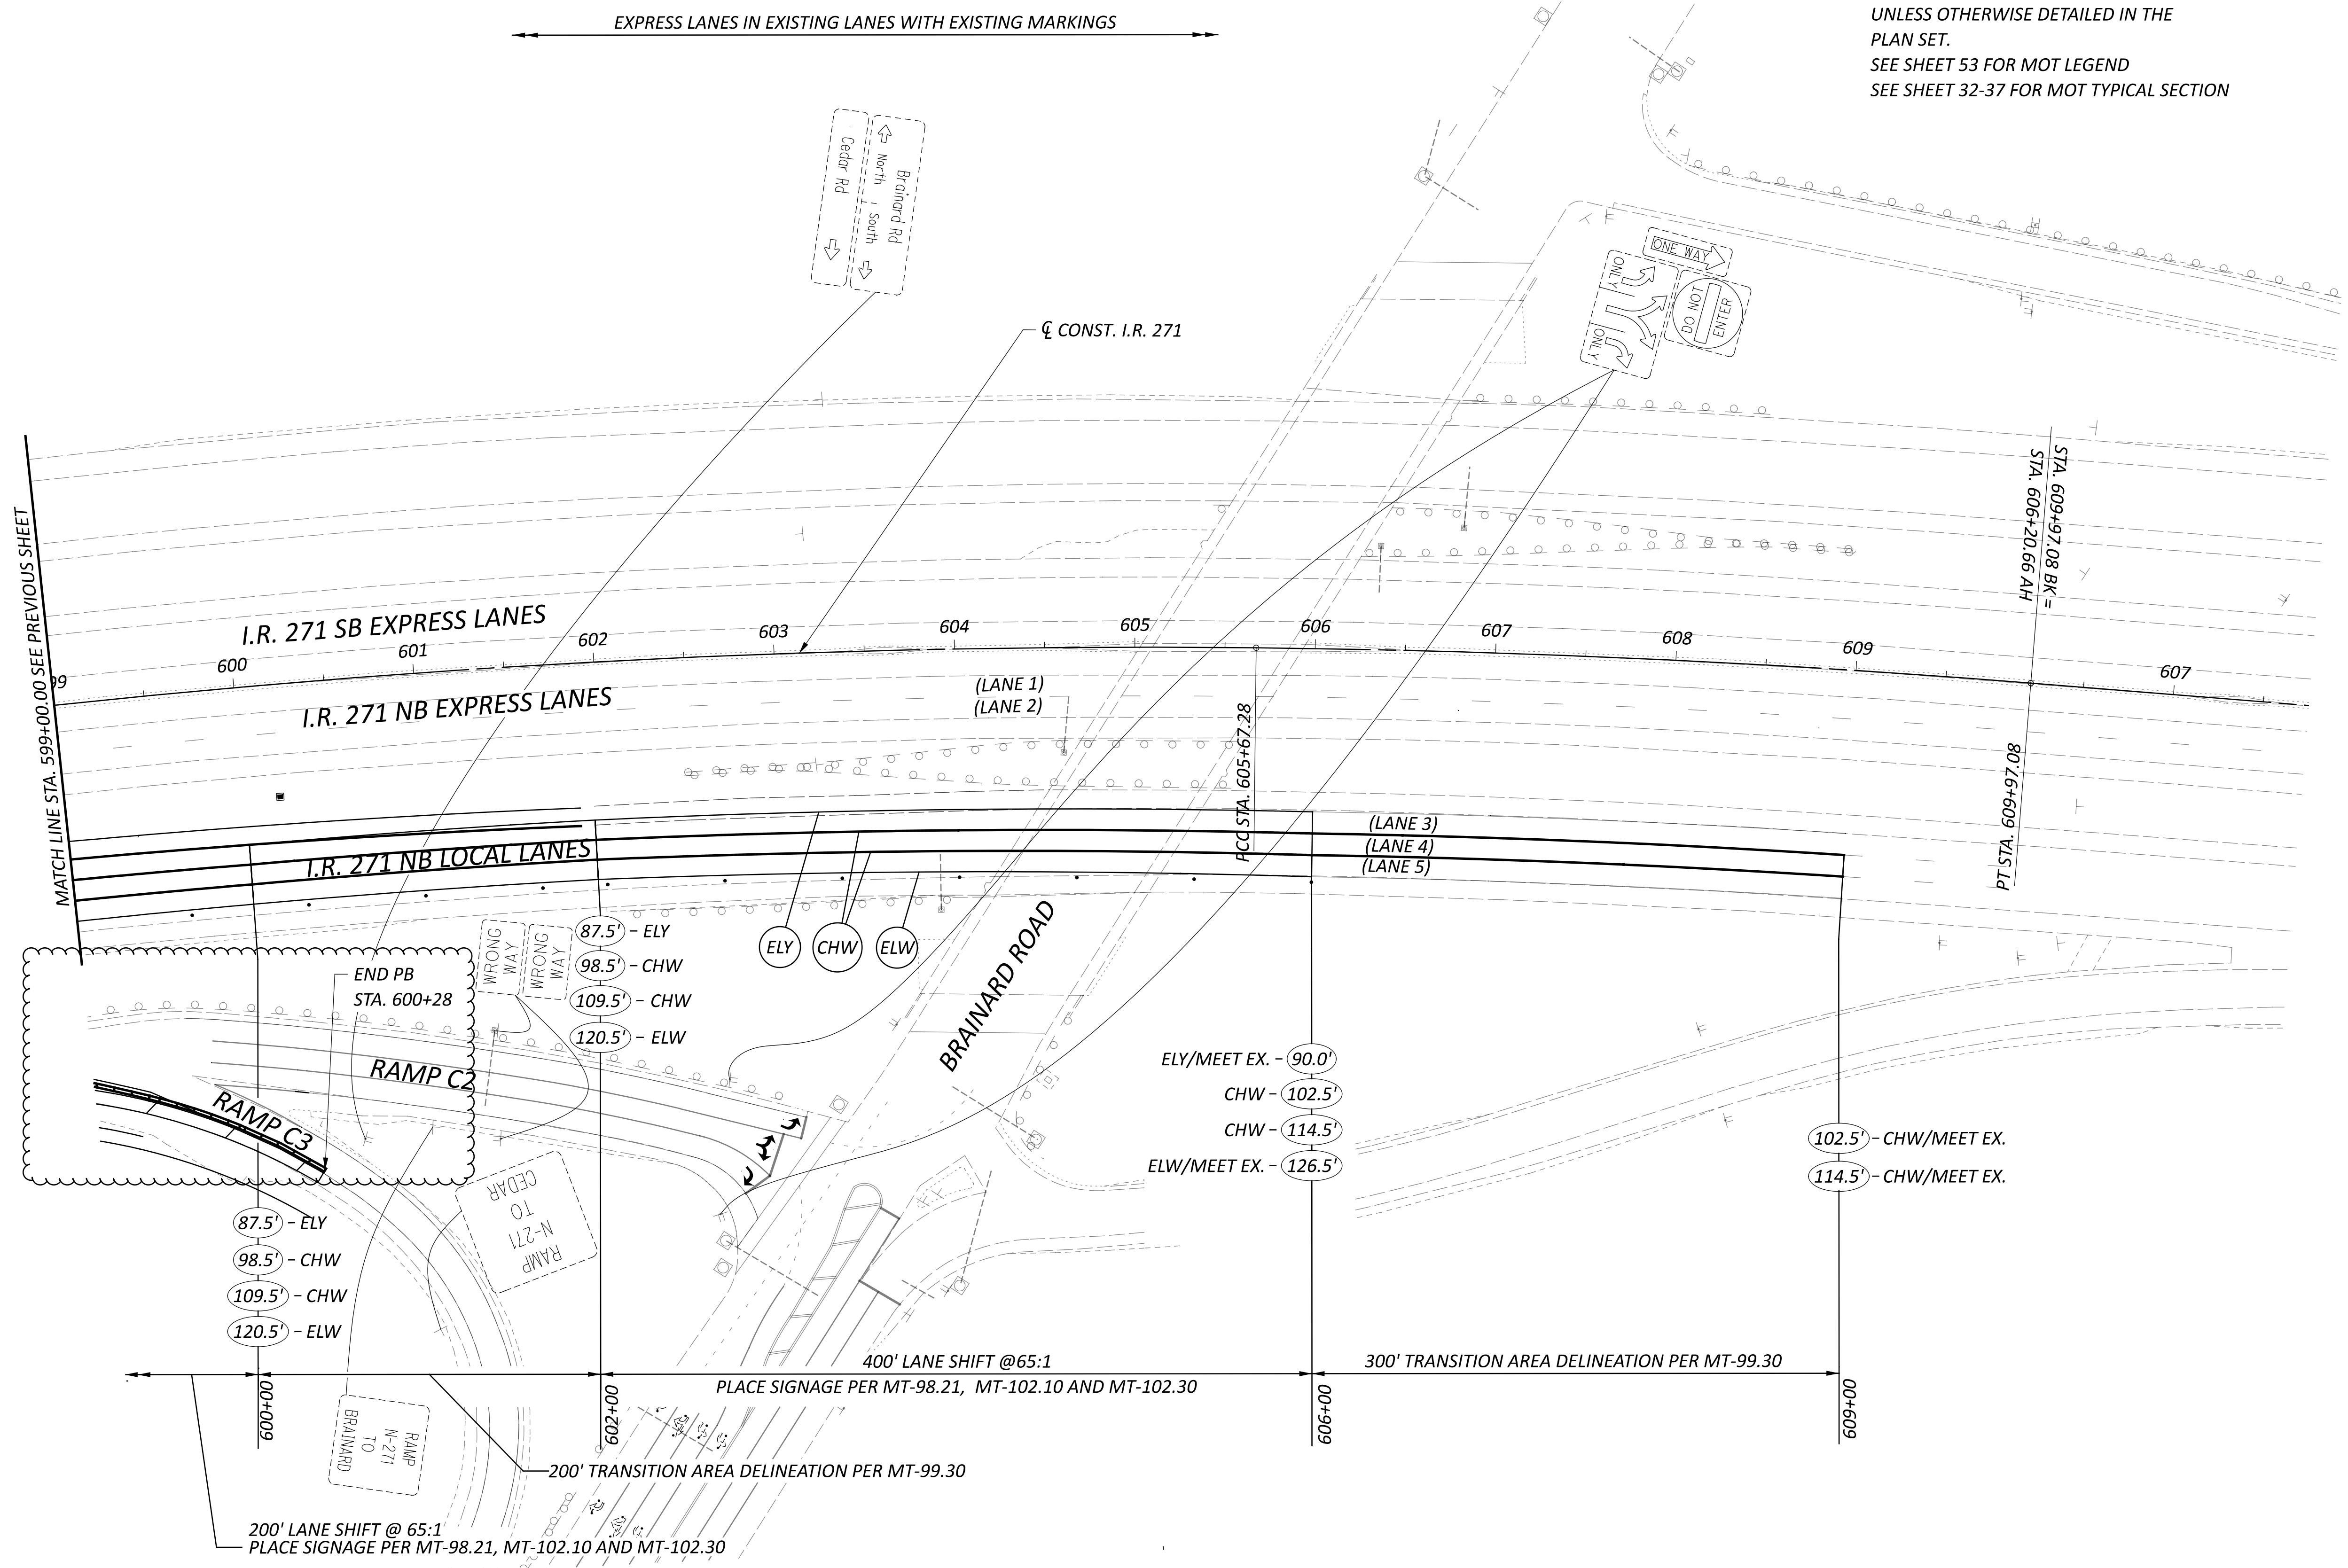 EXPRESS LANES IN EXISTING LANES WITH EXISTING MARKINGS
UNLESS OTHERWISE DETAILED IN THE
PLAN SET.
SEE SHEET 53 FOR MOT LEGEND
SEE SHEET 32-37 FOR MOT TYPICAL SECTION
Brainard Rd
North
South
Cedar Rd
ONE WAY
ONLY
ONLY
DO NOT
ENTER
℄ CONST. I.R. 271
MATCH LINE STA. 599+00.00 SEE PREVIOUS SHEET
STA. 609+97.08 BK =
STA. 606+20.66 AH
I.R. 271 SB EXPRESS LANES
99
600
601
602
603
604
605
606
607
608
609
607
I.R. 271 NB EXPRESS LANES
(LANE 1)
(LANE 2)
PCC STA. 605+67.28
PT STA. 609+97.08
I.R. 271 NB LOCAL LANES
(LANE 3)
(LANE 4)
(LANE 5)
ELY
CHW
ELW
BRAINARD ROAD
END PB
STA. 600+28
WRONG
WAY
WRONG
WAY
87.5' – ELY
98.5' – CHW
109.5' – CHW
120.5' – ELW
RAMP C2
RAMP C3
RAMP
N-271
TO
CEDAR
ELY/MEET EX. – 90.0'
CHW – 102.5'
CHW – 114.5'
ELW/MEET EX. – 126.5'
102.5' – CHW/MEET EX.
114.5' – CHW/MEET EX.
87.5' – ELY
98.5' – CHW
109.5' – CHW
120.5' – ELW
400' LANE SHIFT @65:1
PLACE SIGNAGE PER MT-98.21, MT-102.10 AND MT-102.30
300' TRANSITION AREA DELINEATION PER MT-99.30
600+00
602+00
606+00
609+00
RAMP
N-271
TO
BRAINARD
200' TRANSITION AREA DELINEATION PER MT-99.30
200' LANE SHIFT @ 65:1
PLACE SIGNAGE PER MT-98.21, MT-102.10 AND MT-102.30